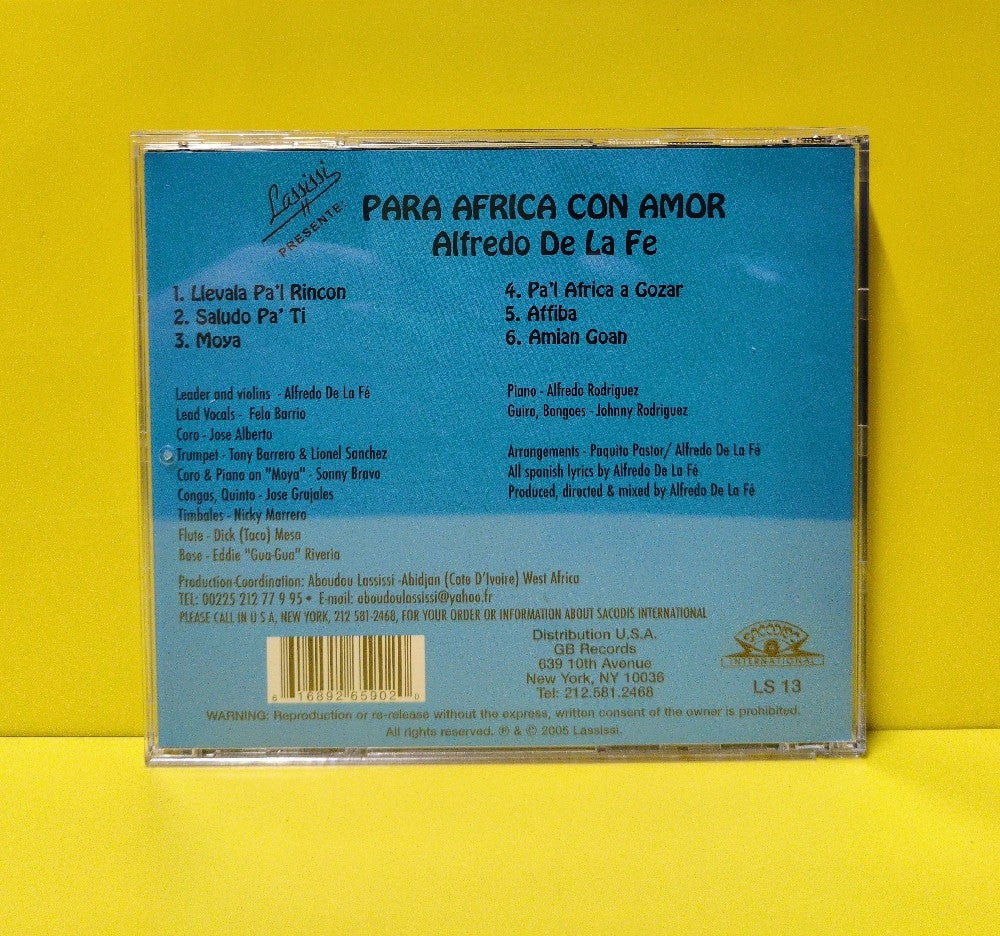 Lassissi
PRESENTE:
PARA AFRICA CON AMOR
Alfredo De La Fe
1. Llevala Pa'l Rincon
2. Saludo Pa' Ti
3. Moya
4. Pa'l Africa a Gozar
5. Affiba
6. Amian Goan
Leader and violins - Alfredo De La Fé
Lead Vocals - Felo Barrio
Coro - Jose Alberto
Trumpet - Tony Barrero & Lionel Sanchez
Coro & Piano on "Moya" - Sonny Bravo
Congas, Quinto - Jose Grajales
Timbales - Nicky Marrero
Flute - Dick (Taco) Mesa
Base - Eddie "Gua-Gua" Riveria
Piano - Alfredo Rodriguez
Guiro, Bongoes - Johnny Rodriguez
Arrangements - Paquito Pastor/ Alfredo De La Fé
All spanish lyrics by Alfredo De La Fé
Produced, directed & mixed by Alfredo De La Fé
Production-Coordination: Aboudou Lassissi -Abidjan (Coto D'Ivoire) West Africa
TEL: 00225 212 77 9 95 • E-mail: aboudoulassissi@yahoo.fr
PLEASE CALL IN U S A, NEW YORK, 212 581-2468, FOR YOUR ORDER OR INFORMATION ABOUT SACODIS INTERNATIONAL
6 16892 65902 0
Distribution U.S.A.
GB Records
639 10th Avenue
New York, NY 10036
Tel: 212.581.2468
SACODIS
INTERNATIONAL
LS 13
WARNING: Reproduction or re-release without the express, written consent of the owner is prohibited.
All rights reserved. ℗ & © 2005 Lassissi.